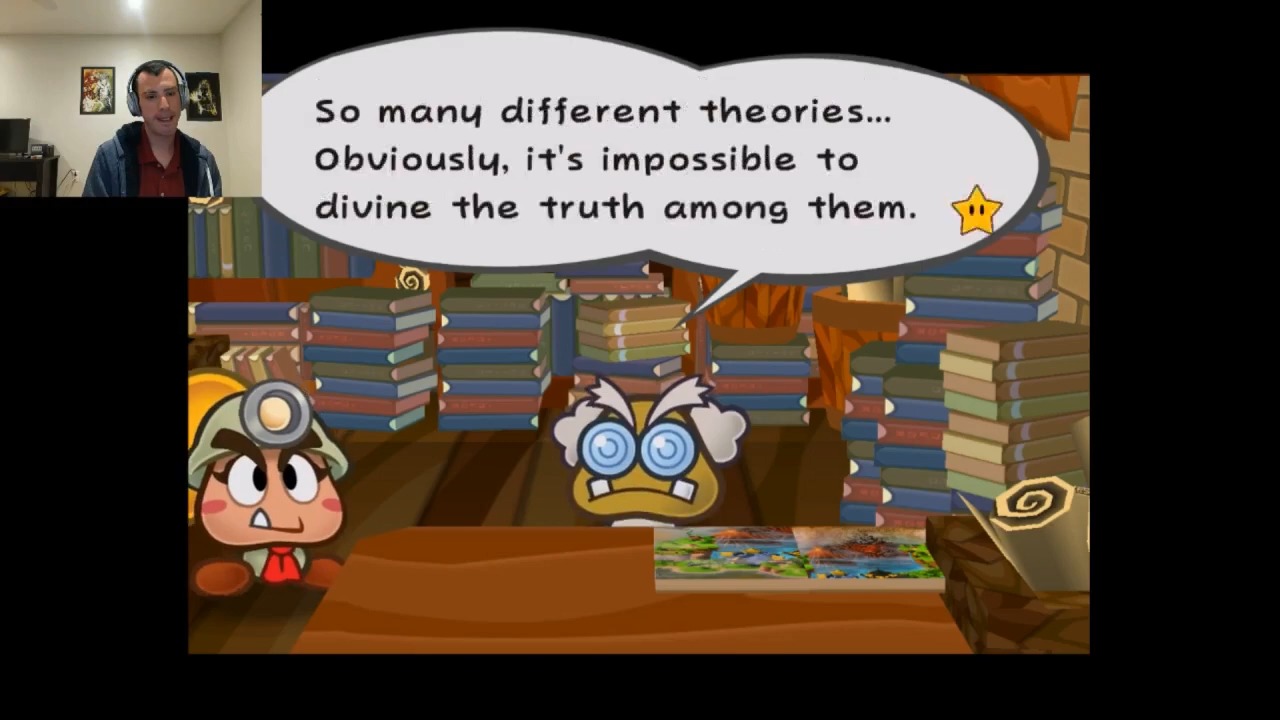 So many different theories...
Obviously, it's impossible to
divine the truth among them.